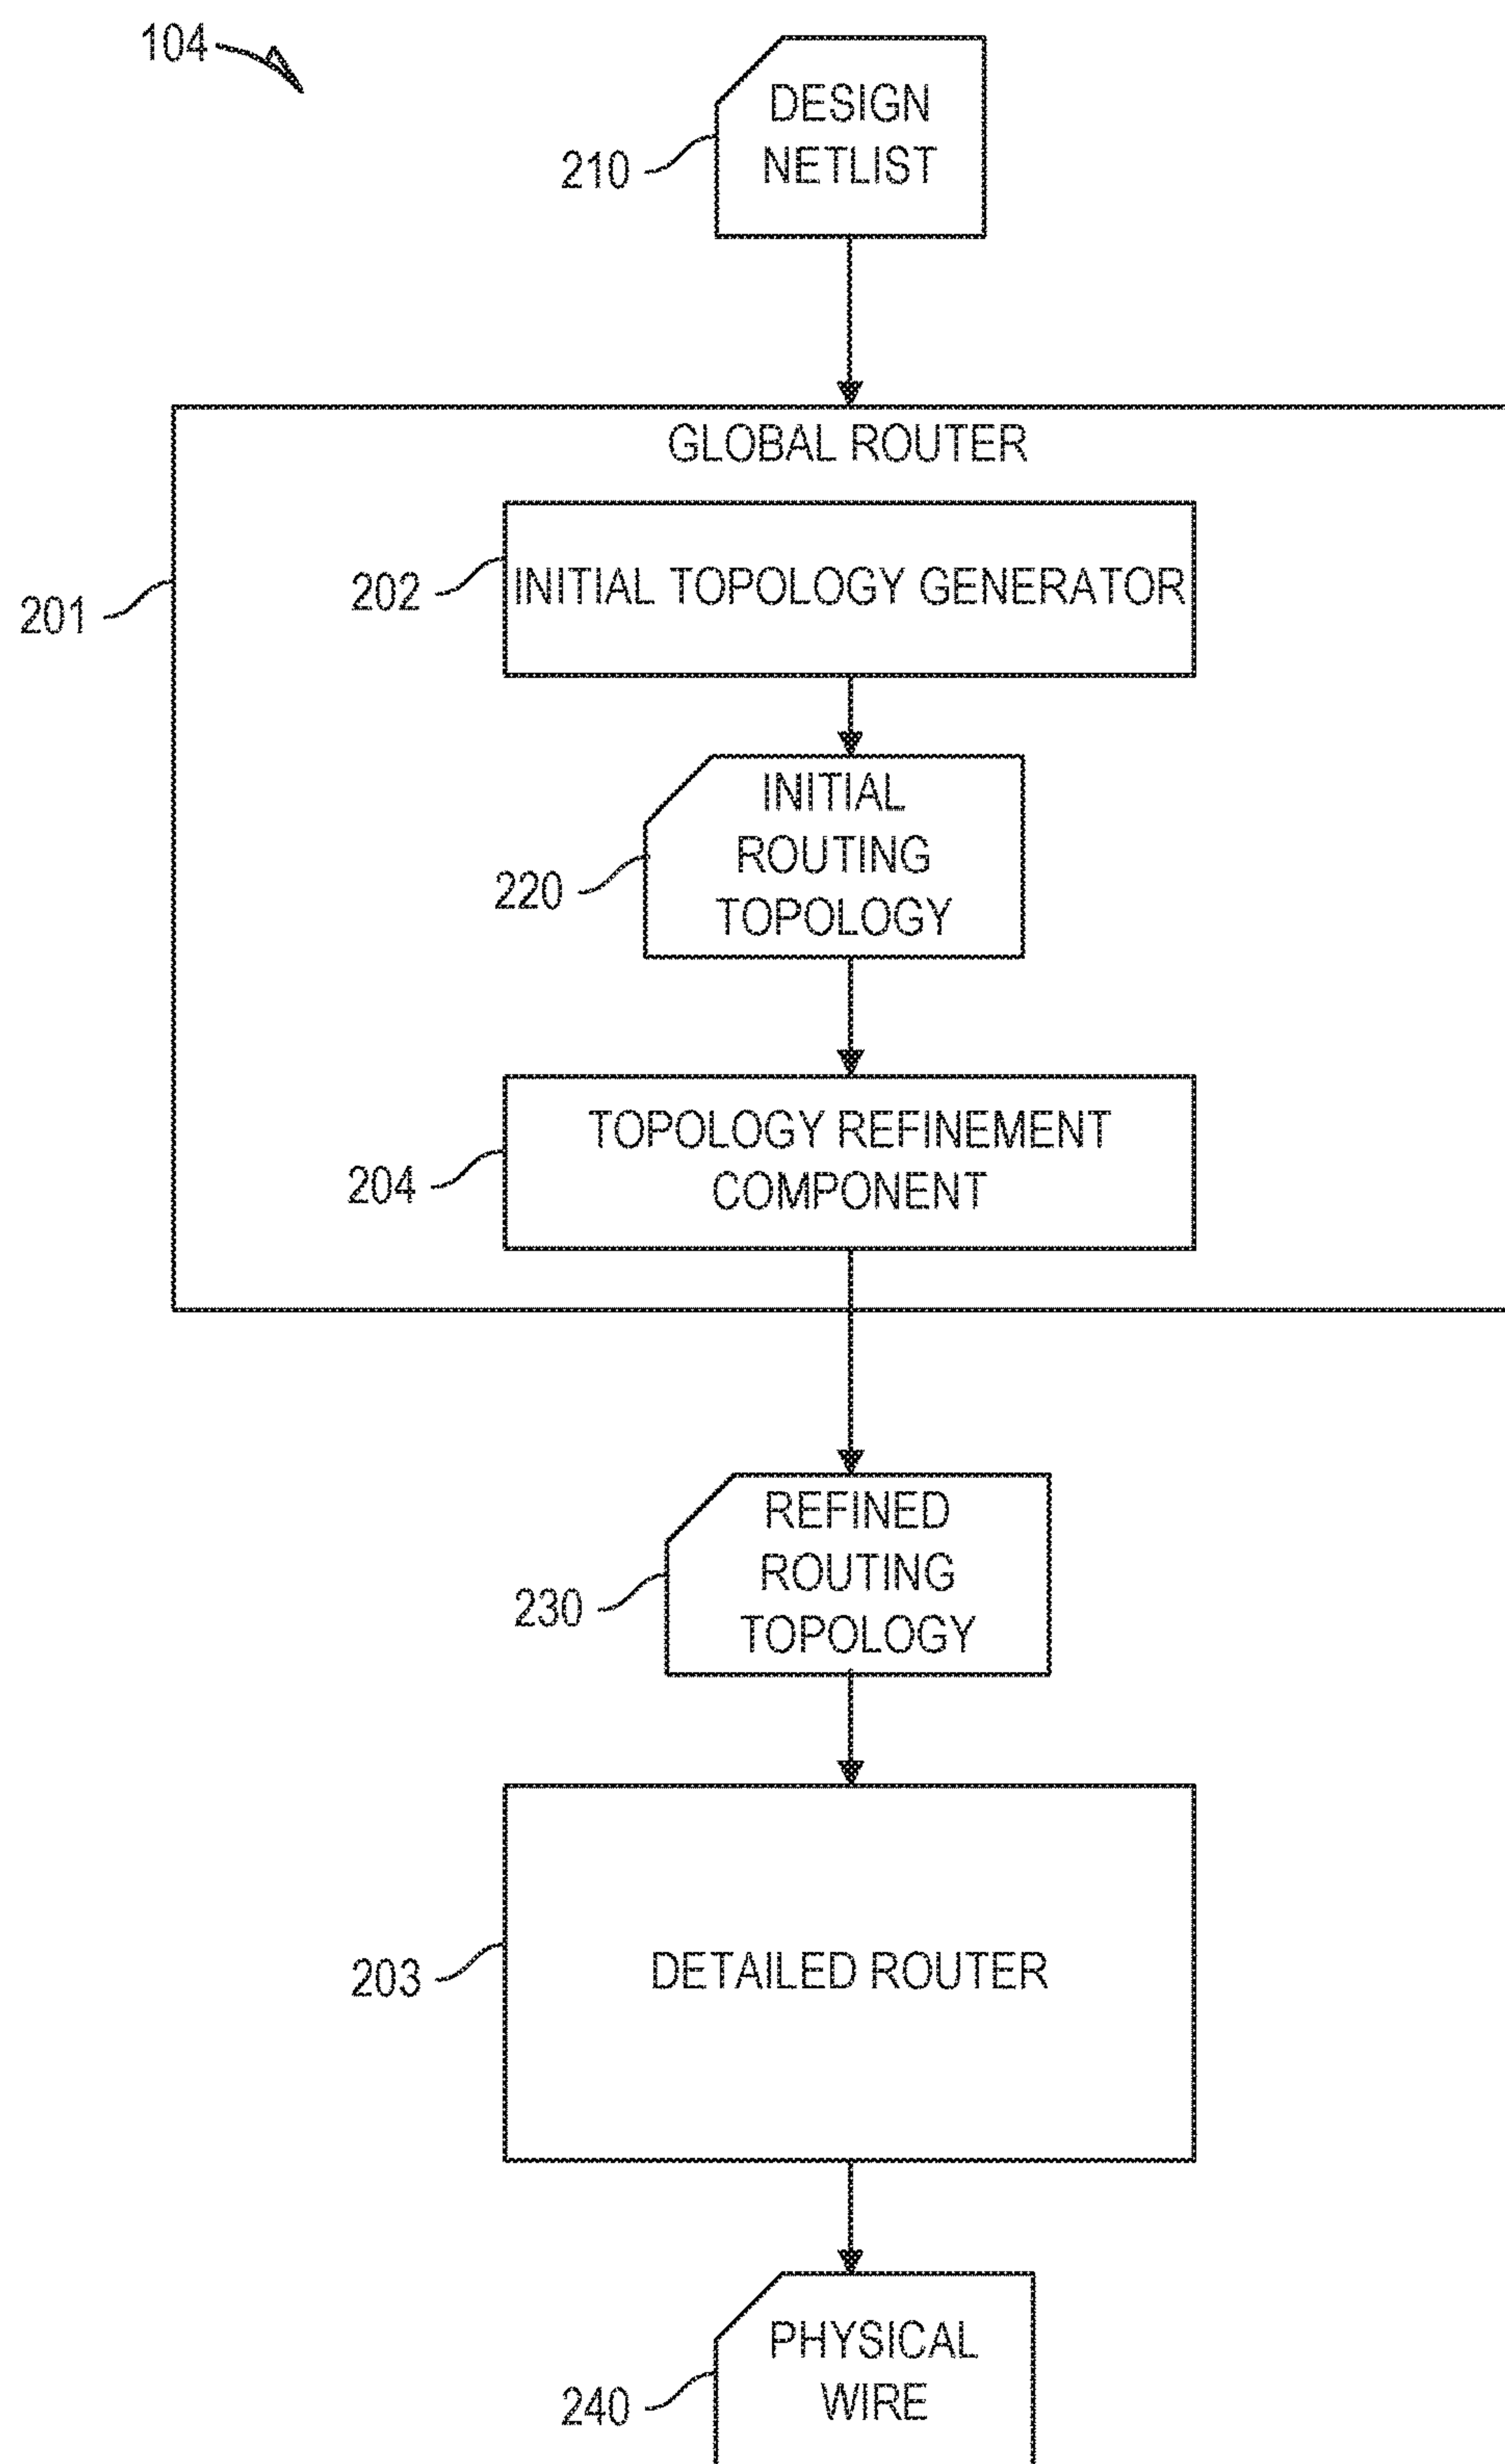 104
DESIGN
NETLIST
210
GLOBAL ROUTER
201
202
INITIAL TOPOLOGY GENERATOR
INITIAL
ROUTING
TOPOLOGY
220
TOPOLOGY REFINEMENT
COMPONENT
204
REFINED
ROUTING
TOPOLOGY
230
203
DETAILED ROUTER
PHYSICAL
WIRE
240